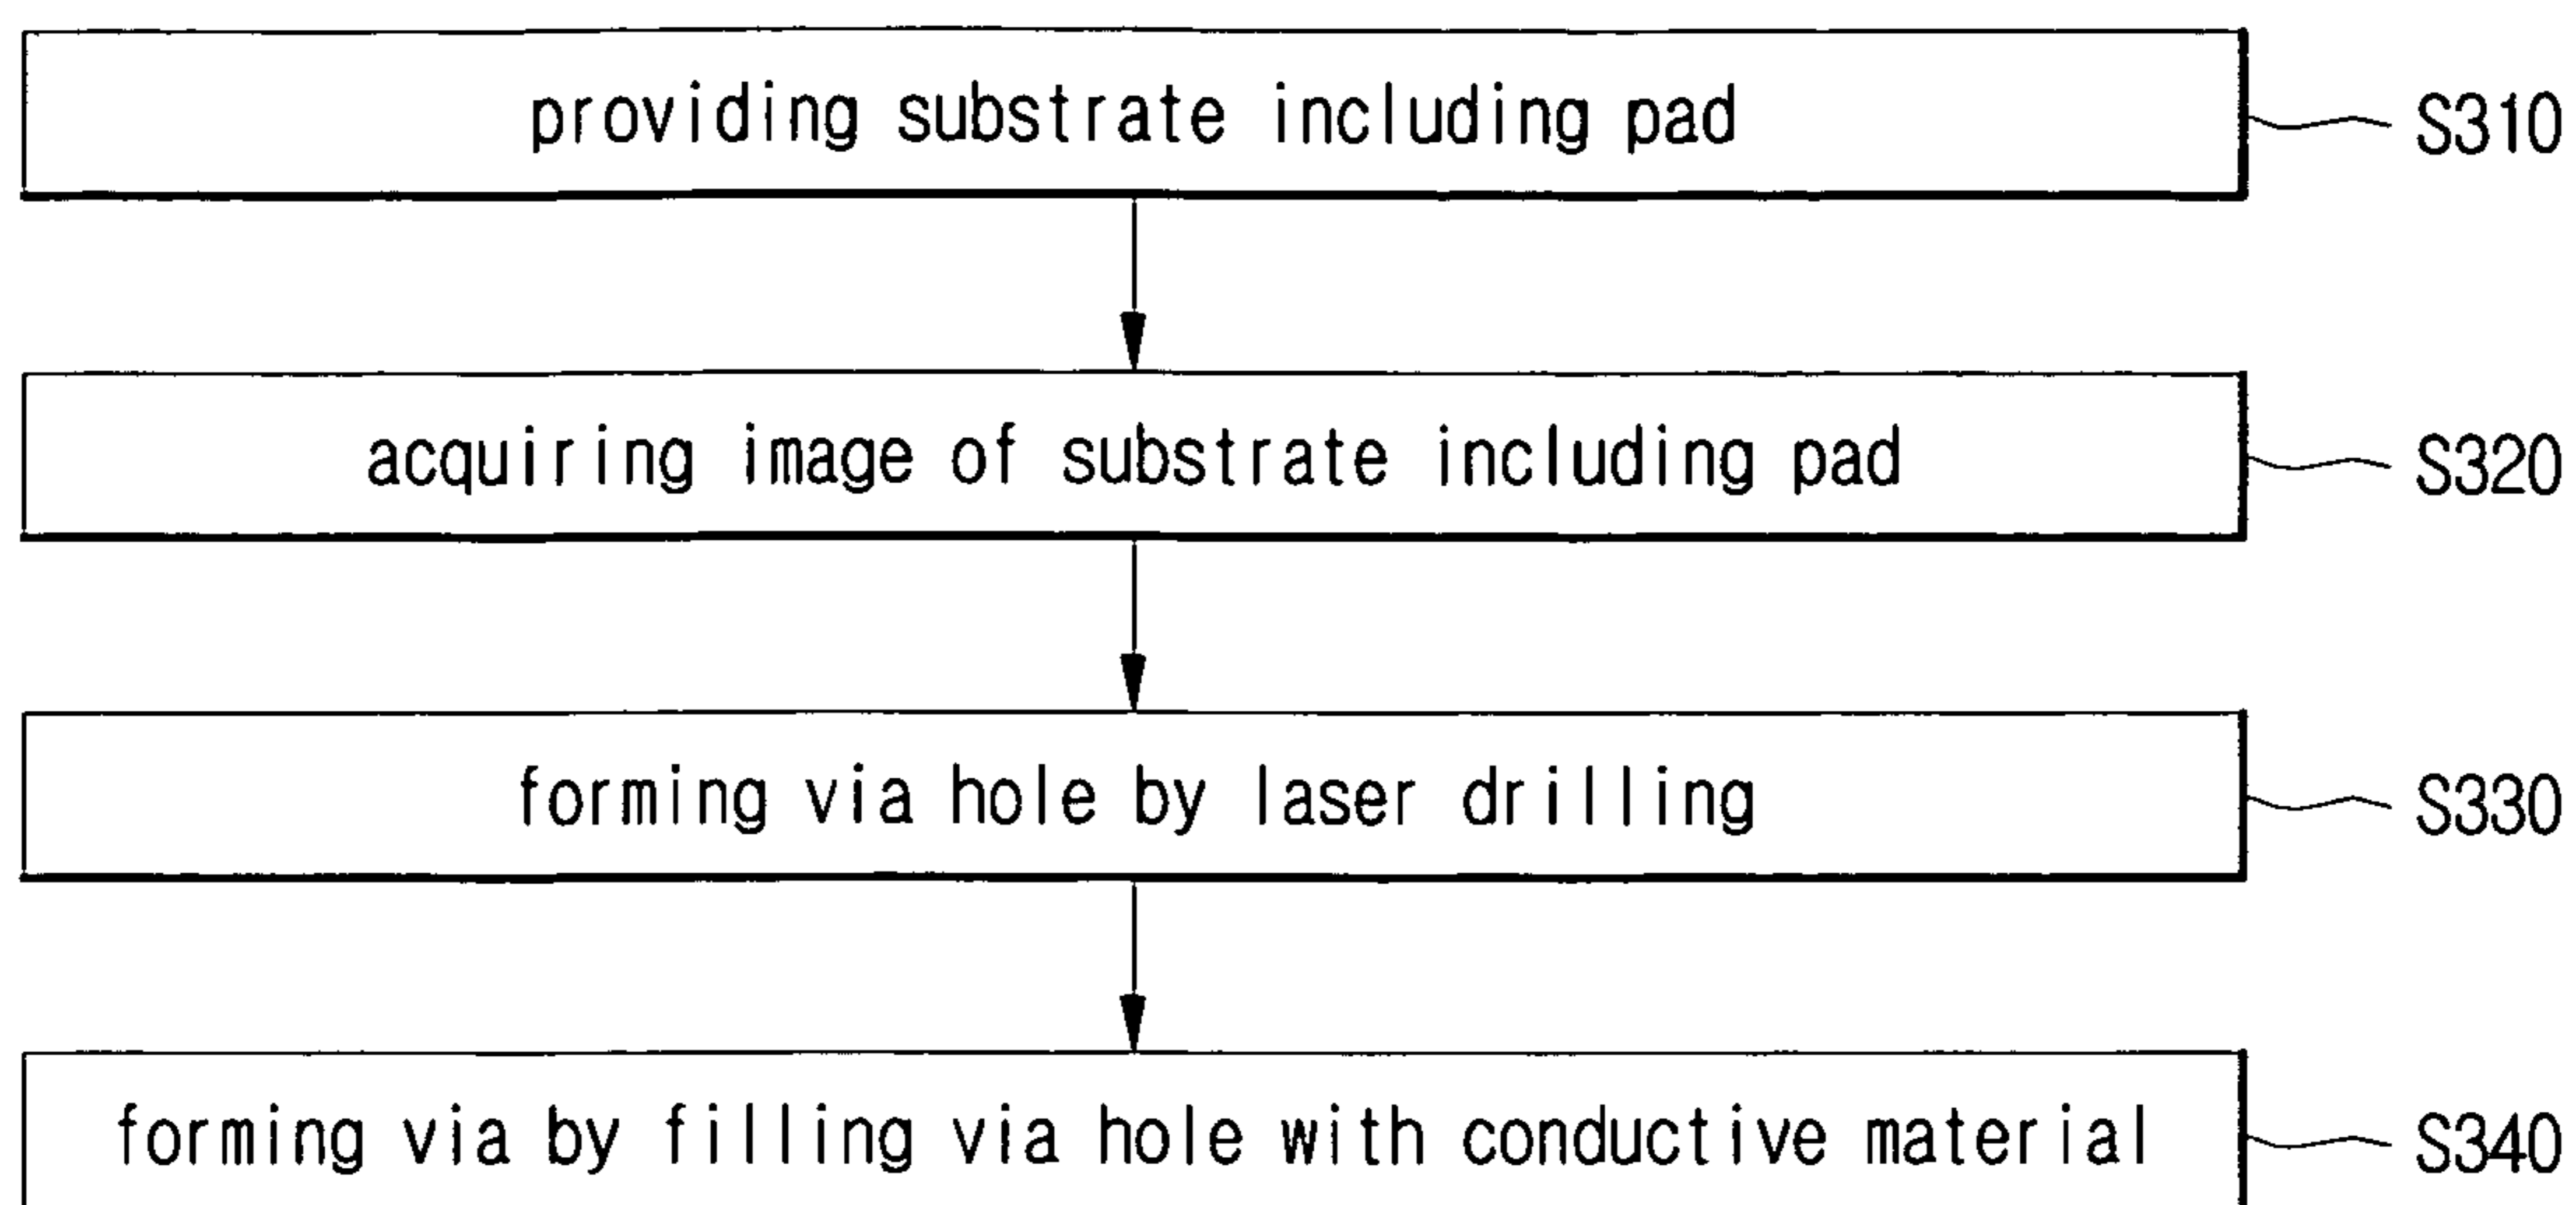 providing substrate including pad S310
acquiring image of substrate including pad S320
forming via hole by laser drilling S330
forming via by filling via hole with conductive material S340